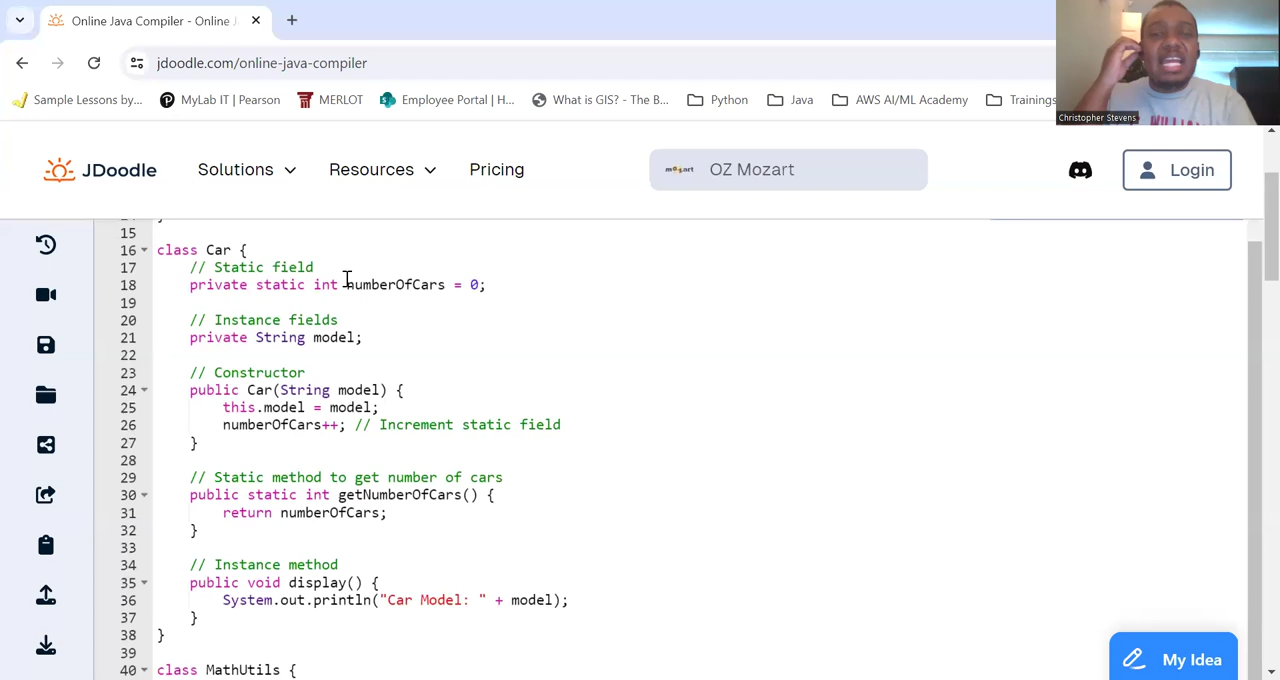 Online Java Compiler - Online J
jdoodle.com/online-java-compiler
Sample Lessons by...
MyLab IT | Pearson
MERLOT
Employee Portal | H...
What is GIS? - The B...
Python
Java
AWS AI/ML Academy
Trainings
Christopher Stevens
JDoodle
Solutions
Resources
Pricing
mozart
OZ Mozart
Login
15
16 class Car {
17 // Static field
18 private static int numberOfCars = 0;
19
20 // Instance fields
21 private String model;
22
23 // Constructor
24 public Car(String model) {
25 this.model = model;
26 numberOfCars++; // Increment static field
27 }
28
29 // Static method to get number of cars
30 public static int getNumberOfCars() {
31 return numberOfCars;
32 }
33
34 // Instance method
35 public void display() {
36 System.out.println("Car Model: " + model);
37 }
38 }
39
40 class MathUtils {
My Idea